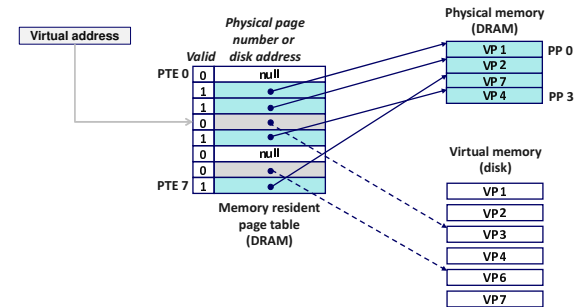 Virtual address
Physical page
number or
disk address
Valid
PTE 0
0
null
1
1
0
1
0
null
0
PTE 7
1
Memory resident
page table
(DRAM)
Physical memory
(DRAM)
VP 1
PP 0
VP 2
VP 7
VP 4
PP 3
Virtual memory
(disk)
VP 1
VP 2
VP 3
VP 4
VP 6
VP 7